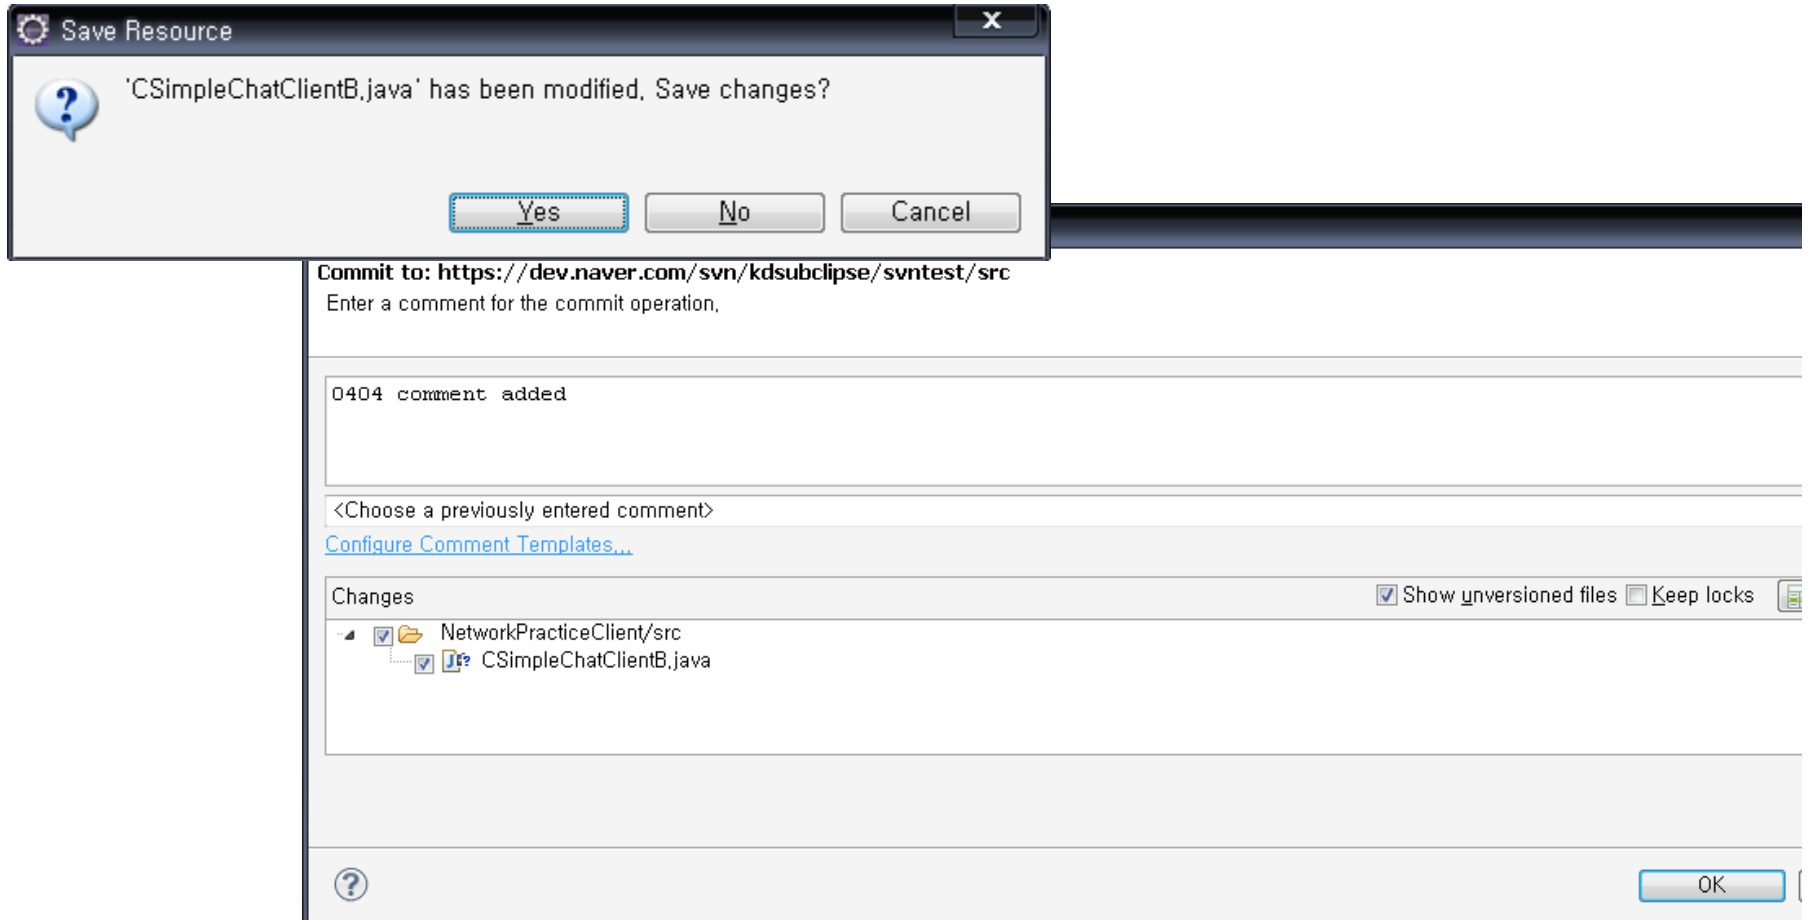 Save Resource
x
'CSimpleChatClientB.java' has been modified. Save changes?
Yes No Cancel
Commit to: https://dev.naver.com/svn/kdsubclipse/svntest/src
Enter a comment for the commit operation.
0404 comment added
<Choose a previously entered comment>
Configure Comment Templates...
Changes Show unversioned files Keep locks
NetworkPracticeClient/src
CSimpleChatClientB.java
OK